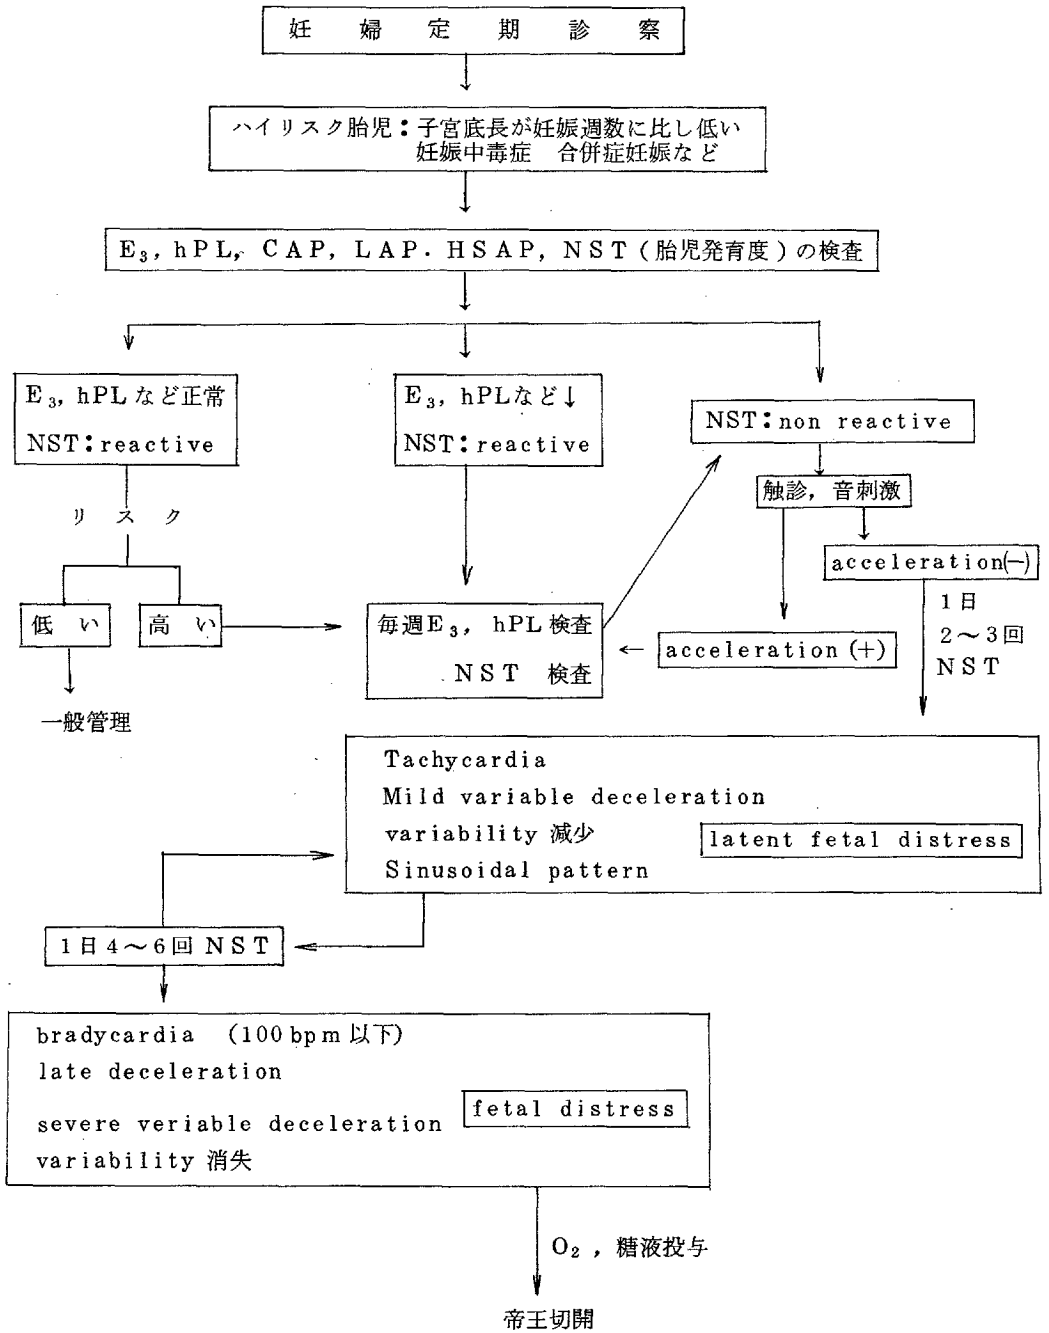 妊婦定期診察
ハイリスク胎児：子宮底長が妊娠週数に比し低い
妊娠中毒症　合併症妊娠など
E₃, hPL, CAP, LAP. HSAP, NST (胎児発育度) の検査
E₃, hPLなど正常
NST：reactive
E₃, hPLなど↓
NST：reactive
NST：non reactive
触診，音刺激
リスク
acceleration(−)
低い
高い
毎週E₃, hPL検査
NST 検査
acceleration (+)
1日
2〜3回
NST
一般管理
Tachycardia
Mild variable deceleration
variability 減少
latent fetal distress
Sinusoidal pattern
1日4〜6回 NST
bradycardia (100 bpm 以下)
late deceleration
fetal distress
severe veriable deceleration
variability 消失
O₂ , 糖液投与
帝王切開